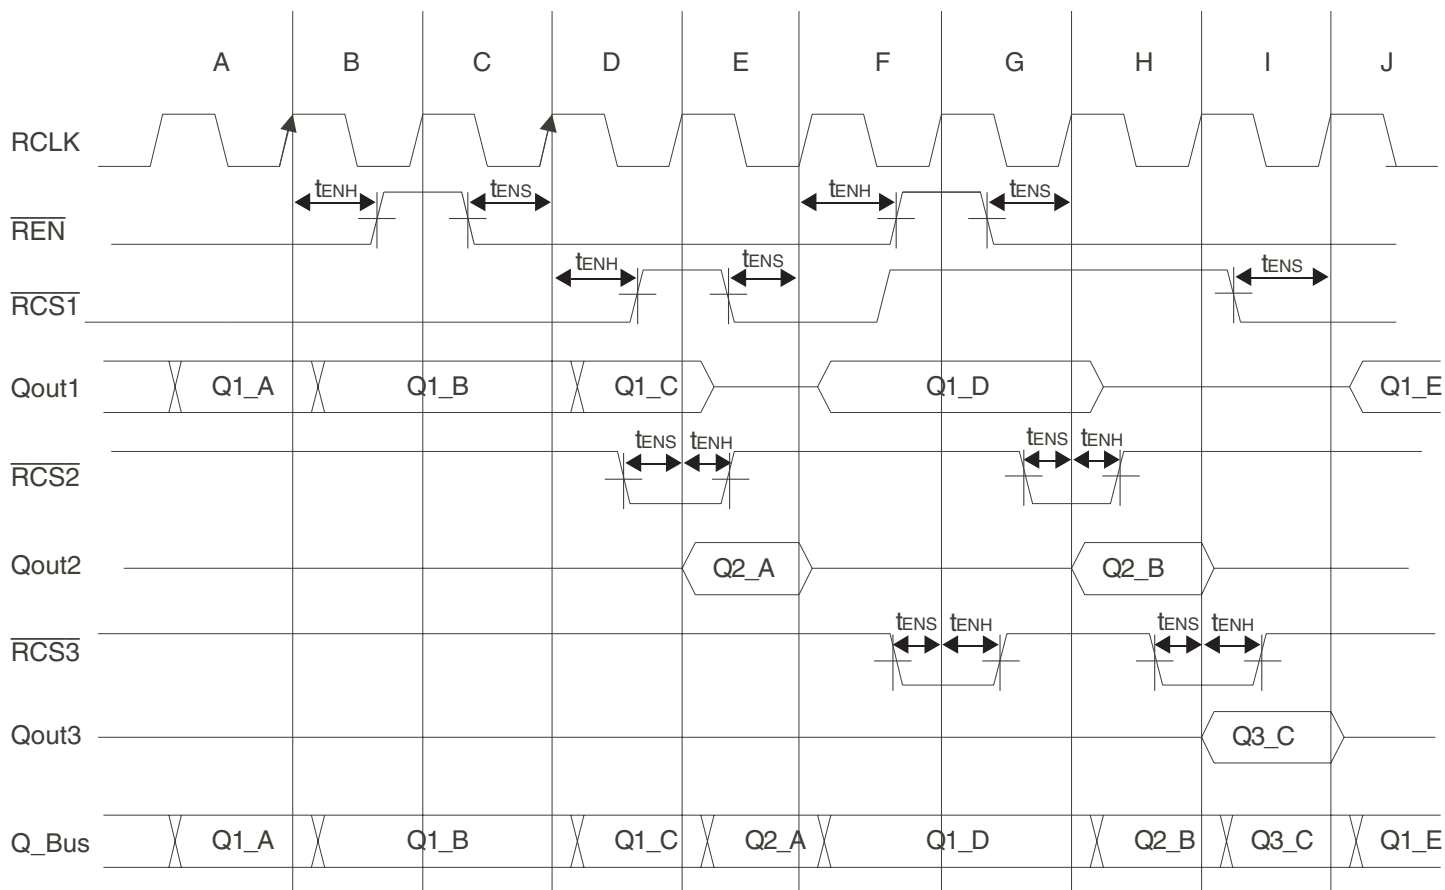 A B C D E F G H I J
RCLK
tENH tENS tENH tENS
REN
tENH tENS tENS
RCS1
Qout1 Q1_A Q1_B Q1_C Q1_D Q1_E
tENS tENH tENS tENH
RCS2
Qout2 Q2_A Q2_B
tENS tENH tENS tENH
RCS3
Qout3 Q3_C
Q_Bus Q1_A Q1_B Q1_C Q2_A Q1_D Q2_B Q3_C Q1_E